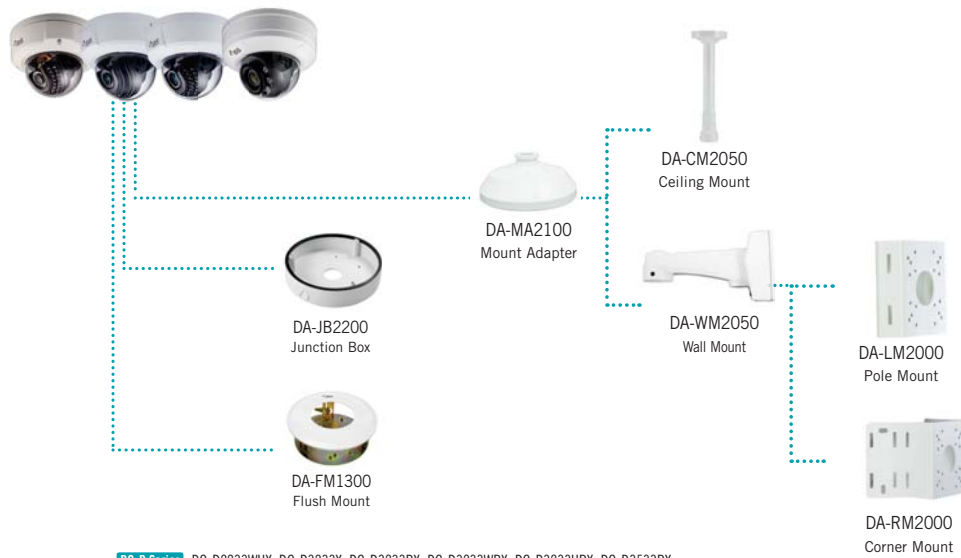 DA-CM2050
Ceiling Mount
DA-MA2100
Mount Adapter
DA-JB2200
Junction Box
DA-WM2050
Wall Mount
DA-LM2000
Pole Mount
DA-FM1300
Flush Mount
DA-RM2000
Corner Mount